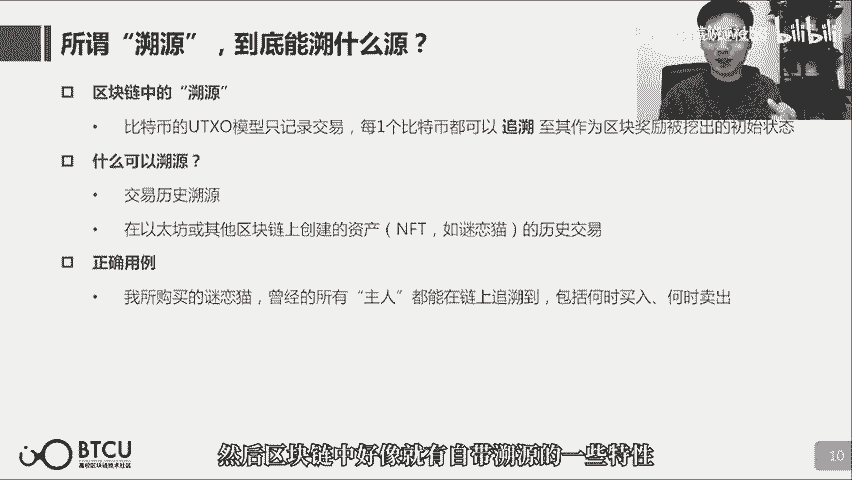 所谓“溯源”，到底能溯什么源？
bilibili
区块链中的“溯源”
比特币的UTXO模型只记录交易，每1个比特币都可以 追溯 至其作为区块奖励被挖出的初始状态
什么可以溯源？
交易历史溯源
在以太坊或其他区块链上创建的资产（NFT，如谜恋猫）的历史交易
正确用例
我所购买的谜恋猫，曾经的所有“主人”都能在链上追溯到，包括何时买入、何时卖出
BTCU
高校区块链技术社区
然后区块链中好像就有自带溯源的一些特性
10